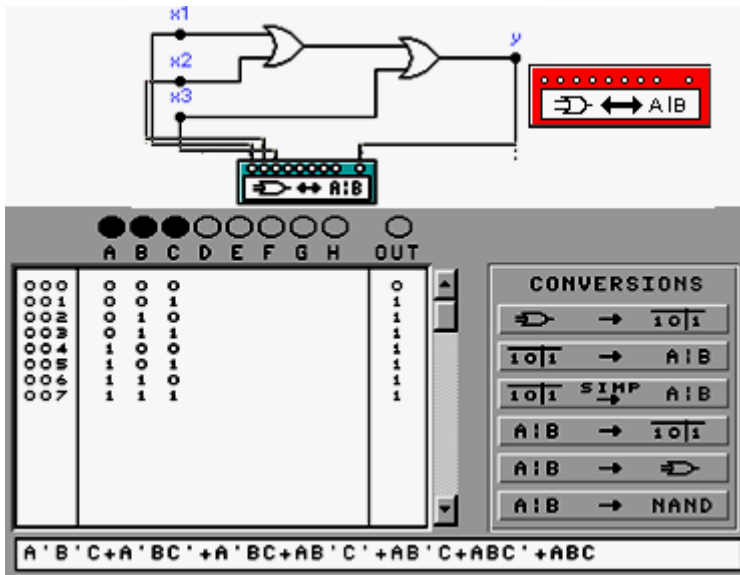 x1
x2
y
x3
A|B
A|B
A B C D E F G H OUT
CONVERSIONS
000 0 0 0 0
001 0 0 1 1
002 0 1 0 1
003 0 1 1 1
004 1 0 0 1
005 1 0 1 1
006 1 1 0 1
007 1 1 1 1
→ 10|1
10|1 → A|B
10|1 SIMP → A|B
A|B → 10|1
A|B →
A|B → NAND
A'B'C+A'BC'+A'BC+AB'C'+AB'C+ABC'+ABC